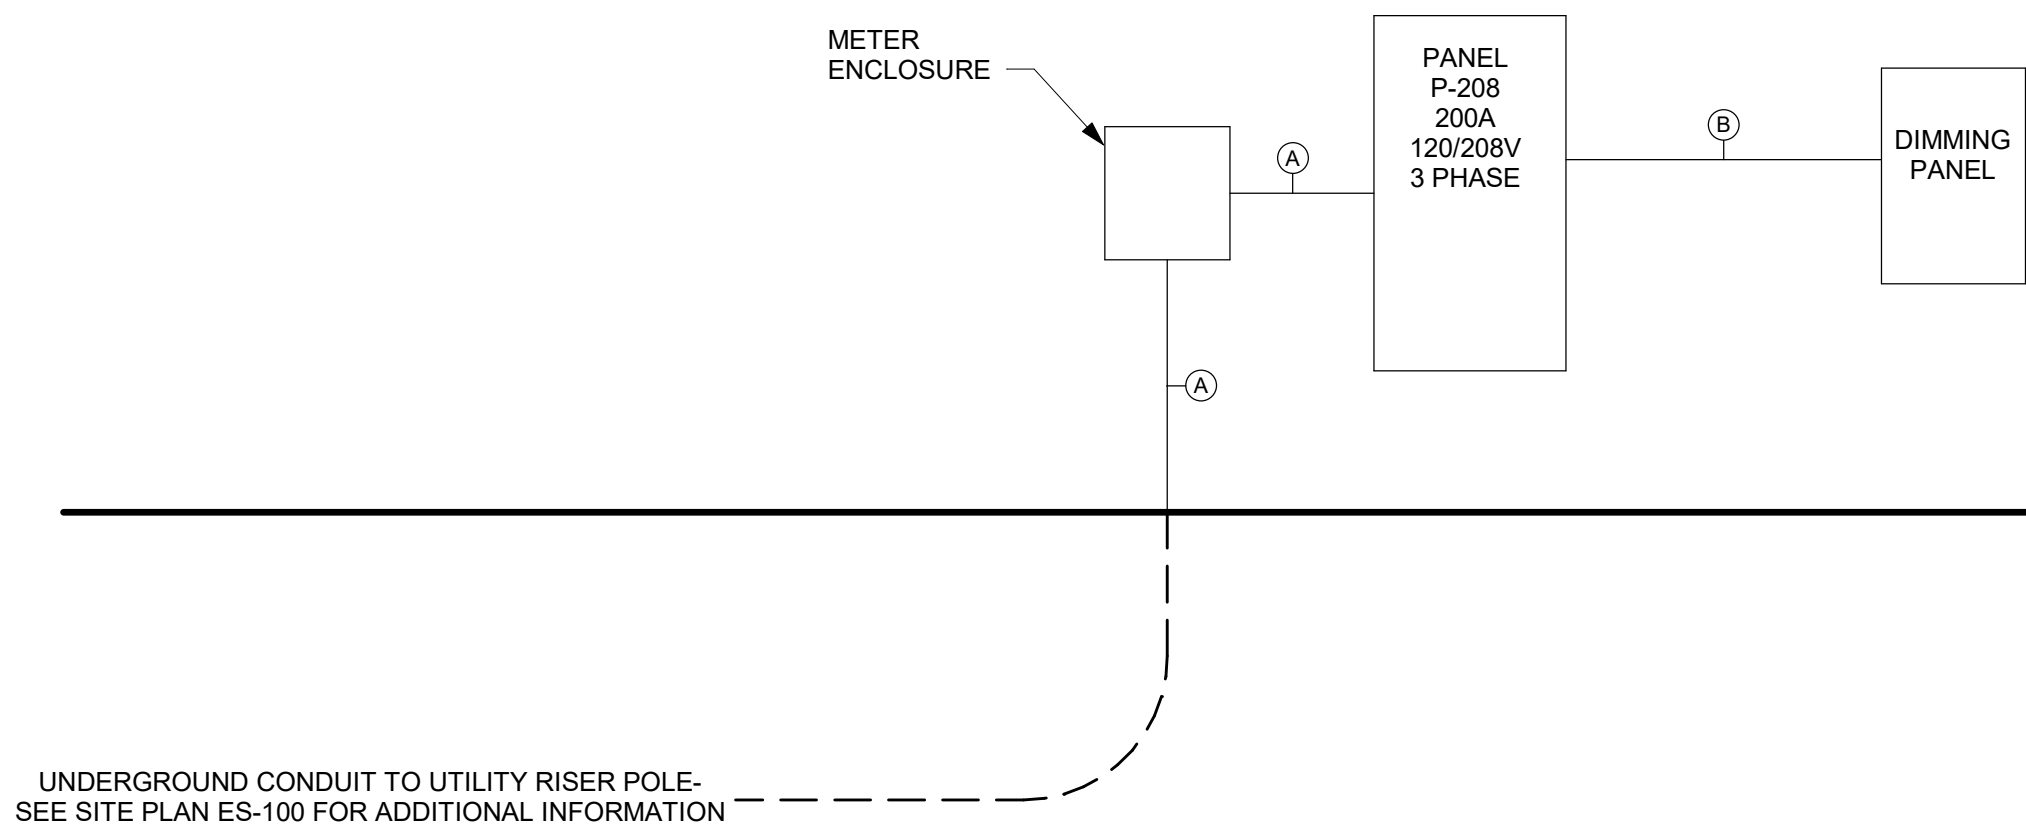 METER
ENCLOSURE
PANEL
P-208
200A
120/208V
3 PHASE
A
B
DIMMING
PANEL
A
UNDERGROUND CONDUIT TO UTILITY RISER POLE-
SEE SITE PLAN ES-100 FOR ADDITIONAL INFORMATION